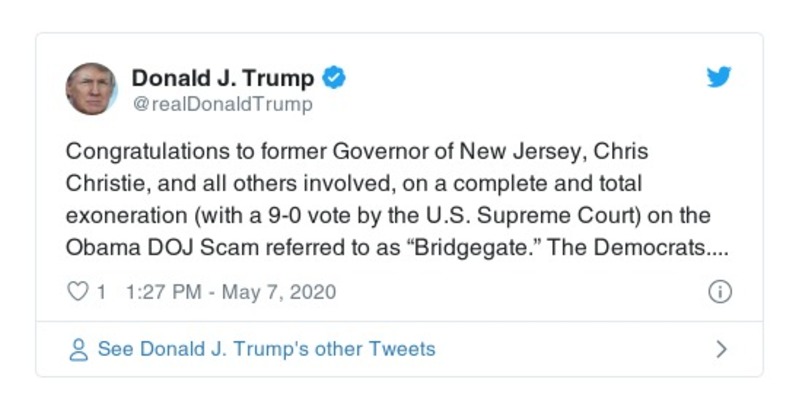 Donald J. Trump
@realDonaldTrump
Congratulations to former Governor of New Jersey, Chris
Christie, and all others involved, on a complete and total
exoneration (with a 9-0 vote by the U.S. Supreme Court) on the
Obama DOJ Scam referred to as “Bridgegate.” The Democrats....
1 1:27 PM - May 7, 2020
See Donald J. Trump's other Tweets